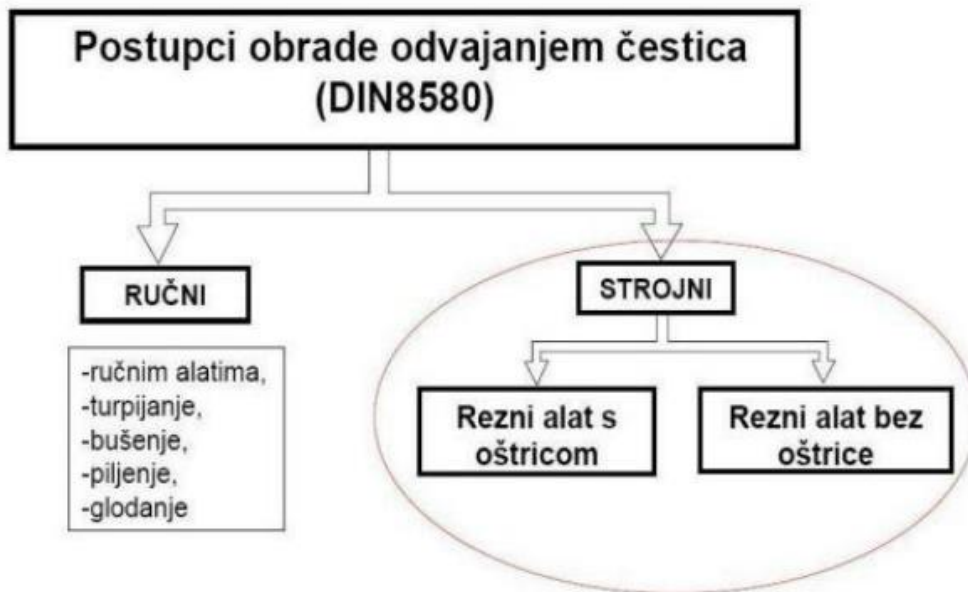 Postupci obrade odvajanjem čestica
(DIN8580)
RUČNI
-ručnim alatima,
-turpijanje,
-bušenje,
-piljenje,
-glodanje
STROJNI
Rezni alat s
oštricom
Rezni alat bez
oštrice